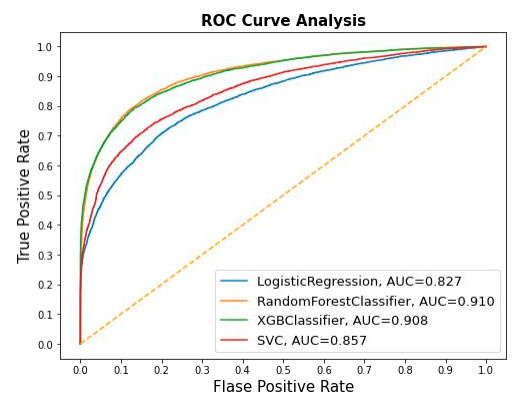 ROC Curve Analysis
True Positive Rate
1.0
0.9
0.8
0.7
0.6
0.5
0.4
0.3
0.2
0.1
0.0
LogisticRegression, AUC=0.827
RandomForestClassifier, AUC=0.910
XGBClassifier, AUC=0.908
SVC, AUC=0.857
0.0 0.1 0.2 0.3 0.4 0.5 0.6 0.7 0.8 0.9 1.0
Flase Positive Rate